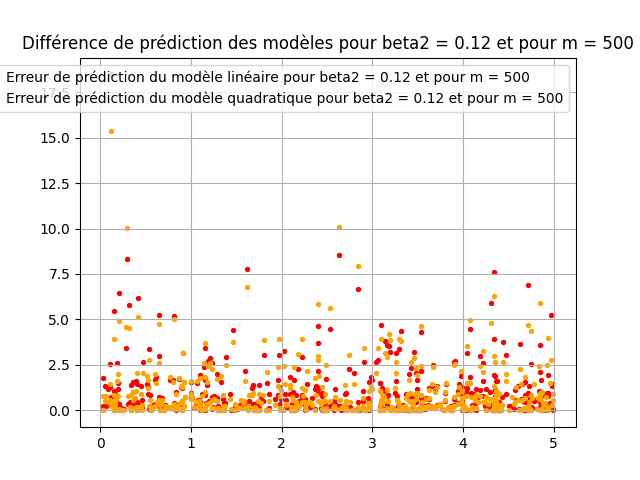 Différence de prédiction des modèles pour beta2 = 0.12 et pour m = 500
Erreur de prédiction du modèle linéaire pour beta2 = 0.12 et pour m = 500
Erreur de prédiction du modèle quadratique pour beta2 = 0.12 et pour m = 500
17.5
15.0
12.5
10.0
7.5
5.0
2.5
0.0
0 1 2 3 4 5